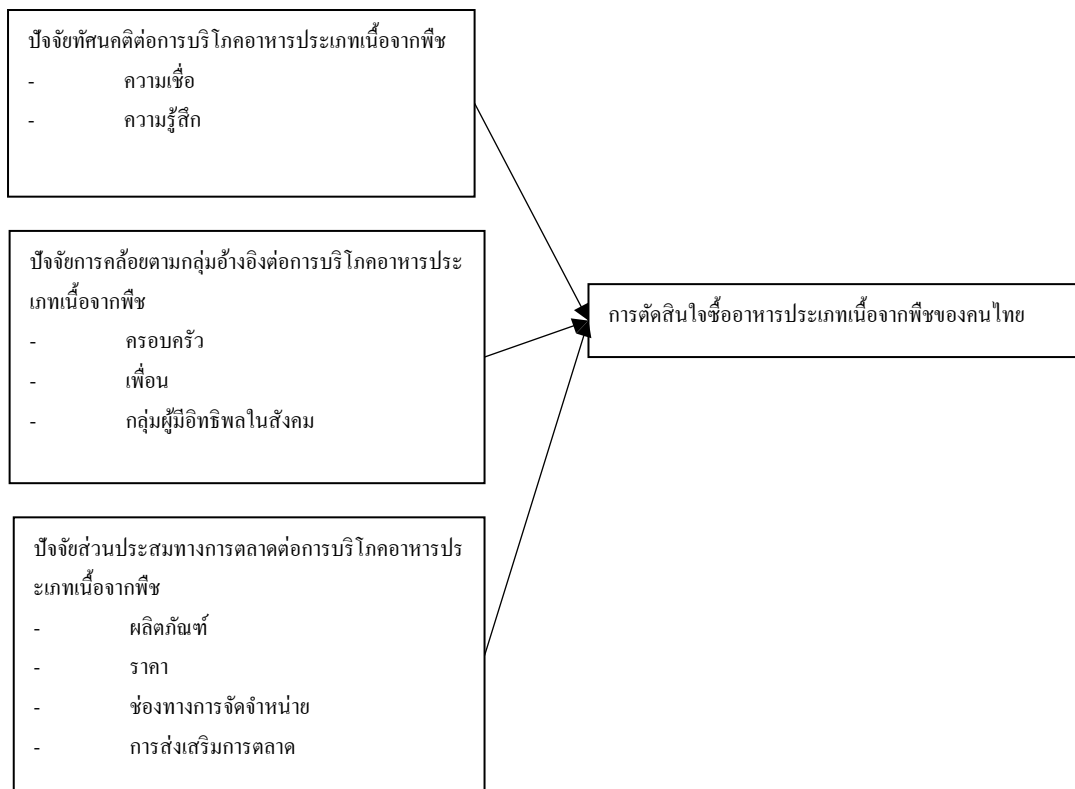 ปัจจัยทัศนคติต่อการบริโภคอาหารประเภทเนื้อจากพืช
- ความเชื่อ
- ความรู้สึก
ปัจจัยการคล้อยตามกลุ่มอ้างอิงต่อการบริโภคอาหารประ
เภทเนื้อจากพืช
- ครอบครัว
- เพื่อน
- กลุ่มผู้มีอิทธิพลในสังคม
ปัจจัยส่วนประสมทางการตลาดต่อการบริโภคอาหารปร
ะเภทเนื้อจากพืช
- ผลิตภัณฑ์
- ราคา
- ช่องทางการจัดจำหน่าย
- การส่งเสริมการตลาด
การตัดสินใจซื้ออาหารประเภทเนื้อจากพืชของคนไทย